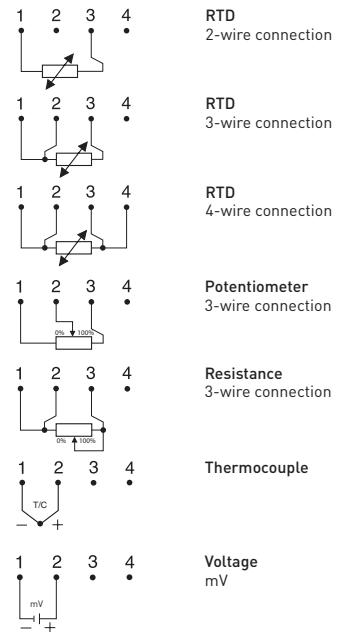 1 2 3 4 RTD
2-wire connection
1 2 3 4 RTD
3-wire connection
1 2 3 4 RTD
4-wire connection
1 2 3 4 Potentiometer
3-wire connection
0% 100%
1 2 3 4 Resistance
3-wire connection
0% 100%
1 2 3 4 Thermocouple
T/C
− +
1 2 3 4 Voltage
mV
mV
− +